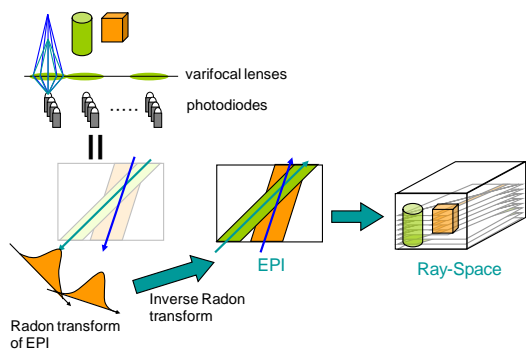 varifocal lenses
photodiodes
EPI
Ray-Space
Inverse Radon
transform
Radon transform
of EPI